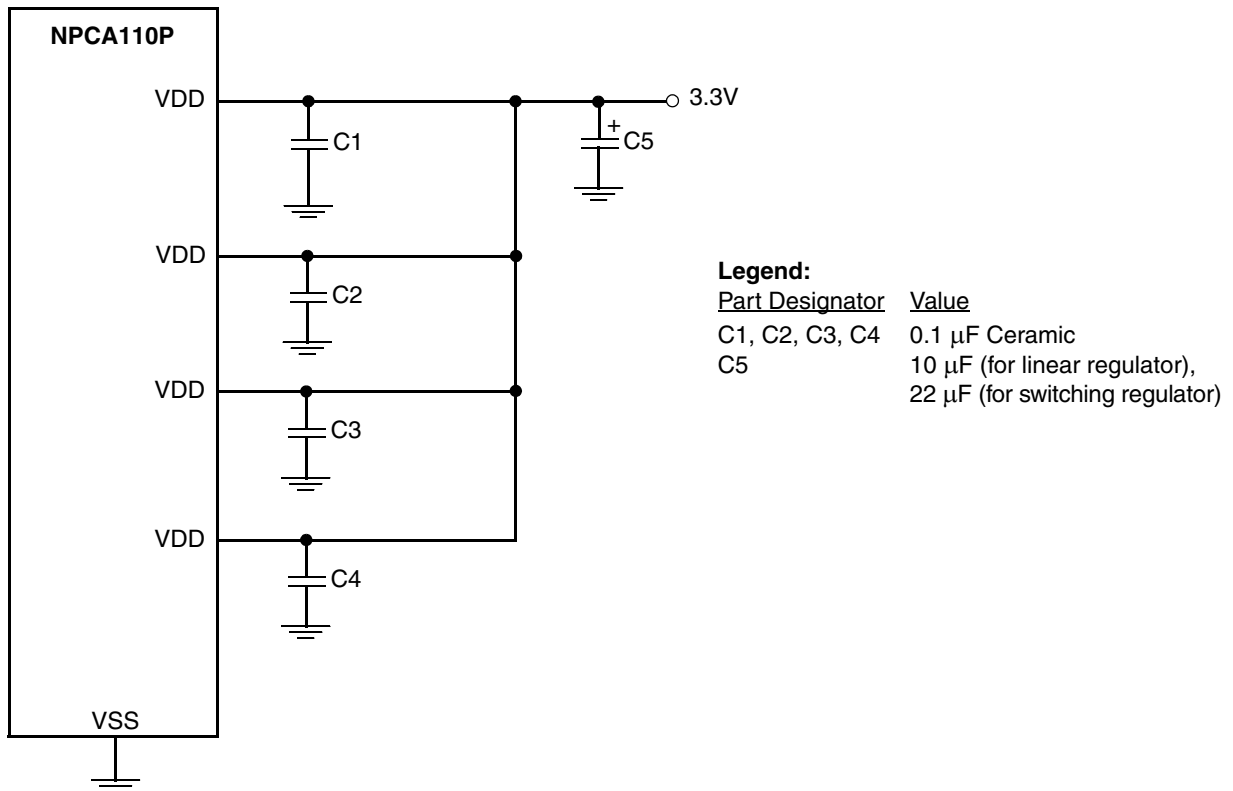 NPCA110P
VDD
3.3V
C1
+
C5
VDD
C2
Legend:
Part Designator Value
C1, C2, C3, C4 0.1 μF Ceramic
C5 10 μF (for linear regulator),
22 μF (for switching regulator)
VDD
C3
VDD
C4
VSS